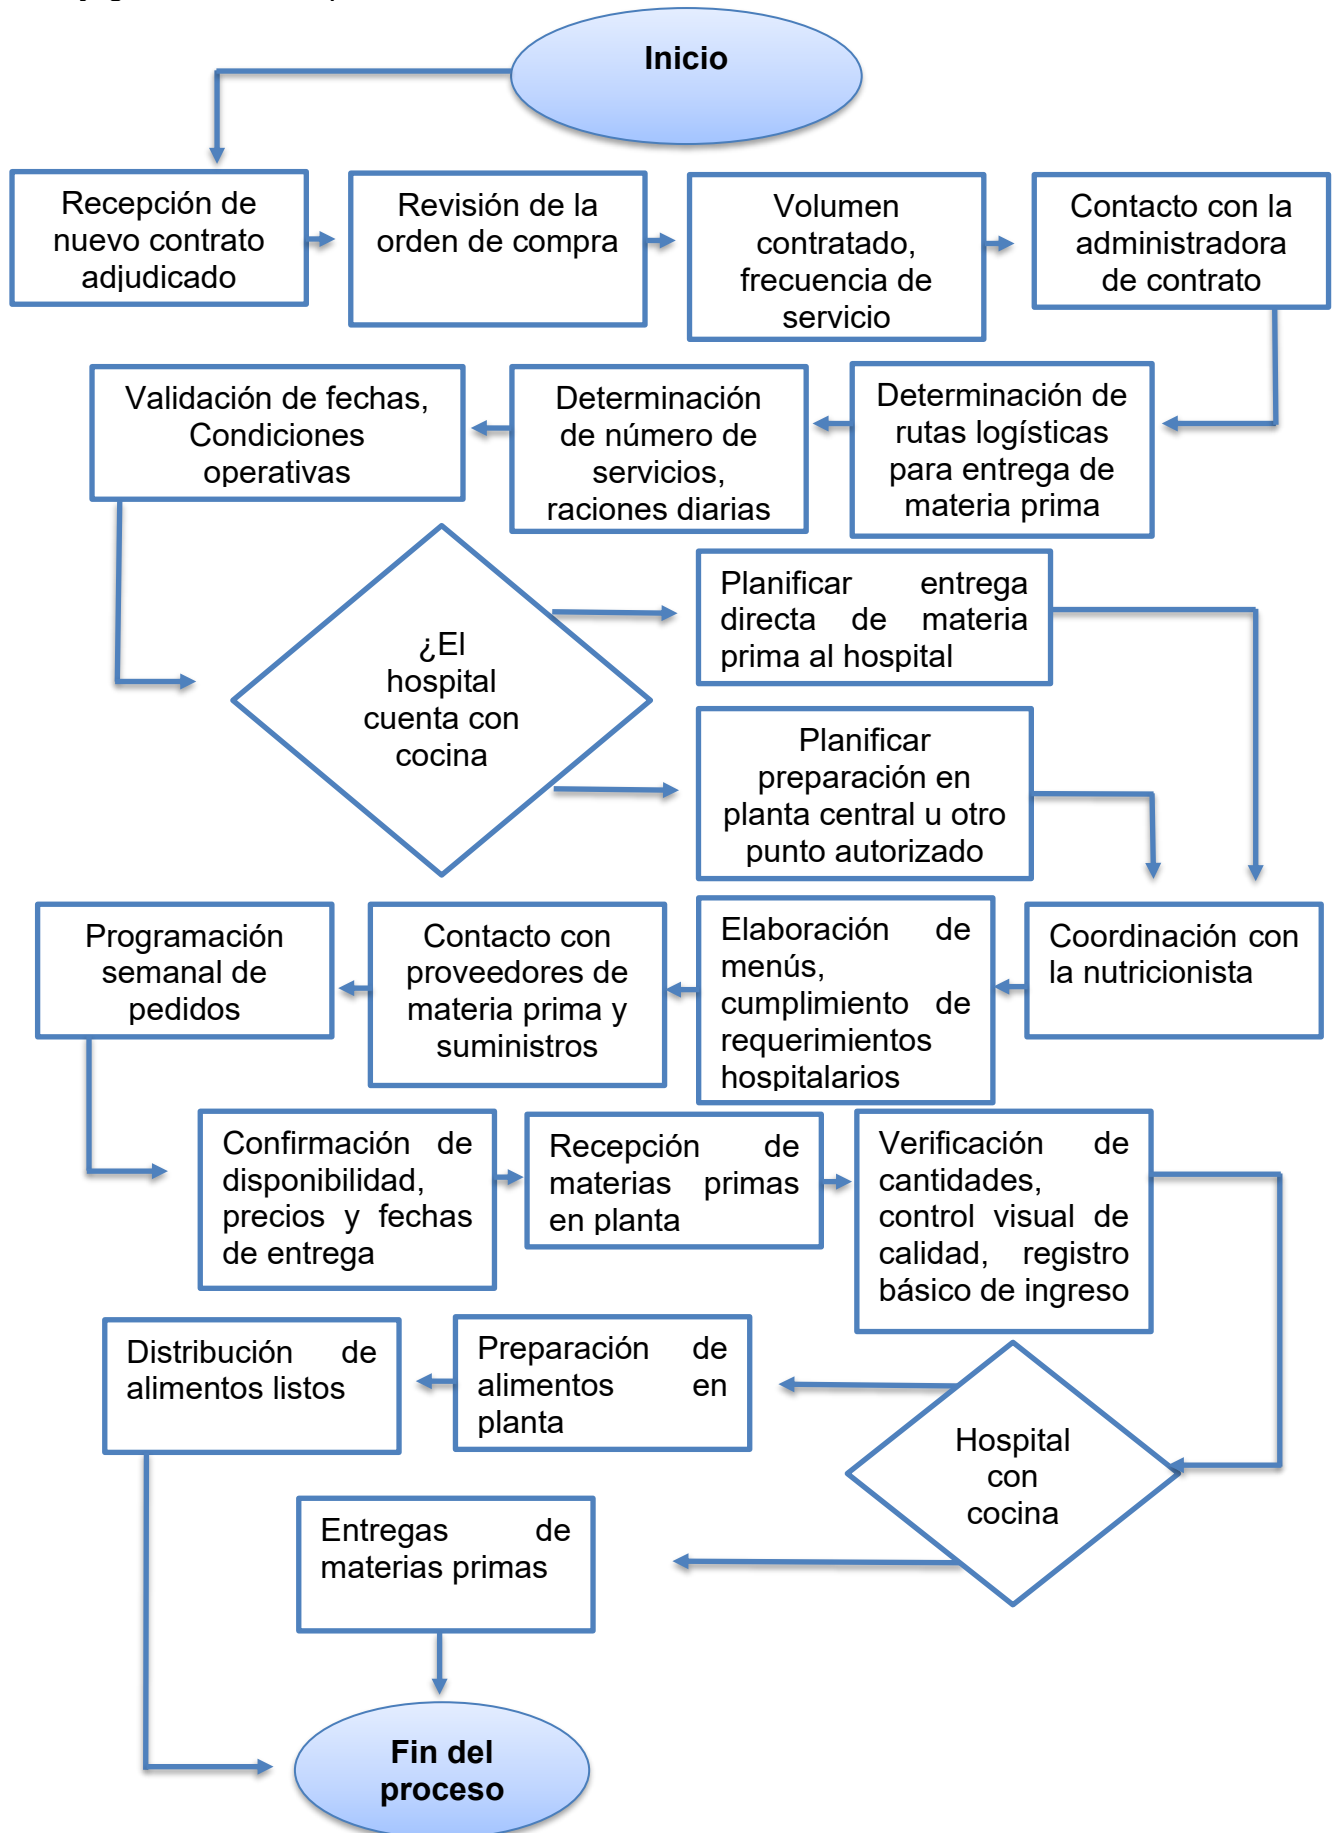 Inicio
Recepción de
nuevo contrato
adjudicado
Revisión de la
orden de compra
Volumen
contratado,
frecuencia de
servicio
Contacto con la
administradora
de contrato
Determinación de
rutas logísticas
para entrega de
materia prima
Determinación
de número de
servicios,
raciones diarias
Validación de fechas,
Condiciones
operativas
¿El
hospital
cuenta con
cocina
Planificar entrega
directa de materia
prima al hospital
Planificar
preparación en
planta central u otro
punto autorizado
Coordinación con
la nutricionista
Elaboración de
menús,
cumplimiento de
requerimientos
hospitalarios
Contacto con
proveedores de
materia prima y
suministros
Programación
semanal de
pedidos
Confirmación de
disponibilidad,
precios y fechas
de entrega
Recepción de
materias primas
en planta
Verificación de
cantidades,
control visual de
calidad, registro
básico de ingreso
Hospital
con
cocina
Preparación de
alimentos en
planta
Distribución de
alimentos listos
Entregas de
materias primas
Fin del
proceso